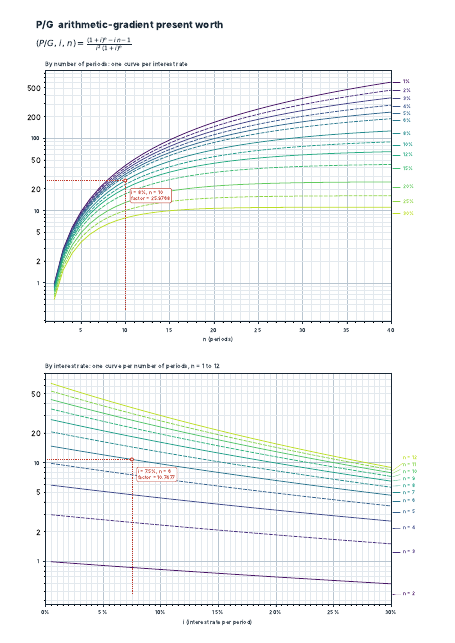 P/G arithmetic-gradient present worth
(P/G, i, n) = (1 + i)ⁿ − i n − 1 / i² (1 + i)ⁿ
By number of periods: one curve per interest rate
500
200
100
50
20
10
5
2
1
1%
2%
3%
4%
5%
6%
8%
10%
12%
15%
20%
25%
30%
i = 8%, n = 10
factor = 25.9768
5
10
15
20
25
30
35
40
n (periods)
By interest rate: one curve per number of periods, n = 1 to 12
50
20
10
5
2
1
n = 12
n = 11
n = 10
n = 9
n = 8
n = 7
n = 6
n = 5
n = 4
n = 3
n = 2
i = 7.5%, n = 6
factor = 10.7477
0%
5%
10%
15%
20%
25%
30%
i (interest rate per period)